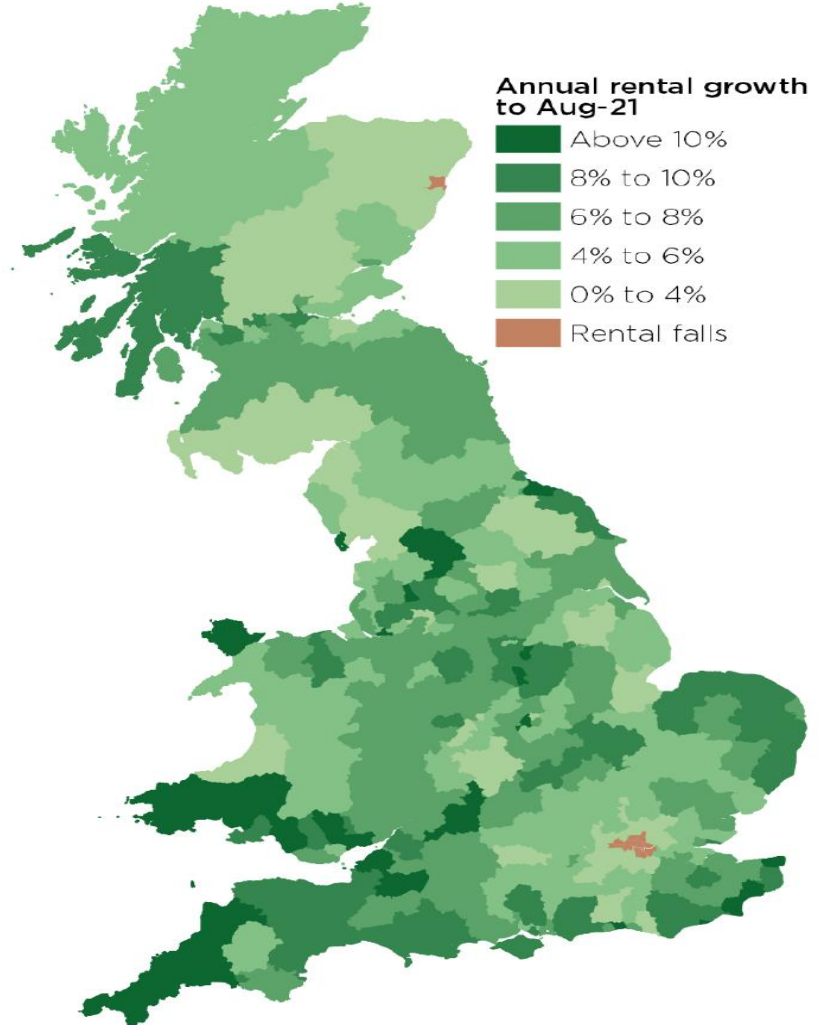 Annual rental growth
to Aug-21
Above 10%
8% to 10%
6% to 8%
4% to 6%
0% to 4%
Rental falls